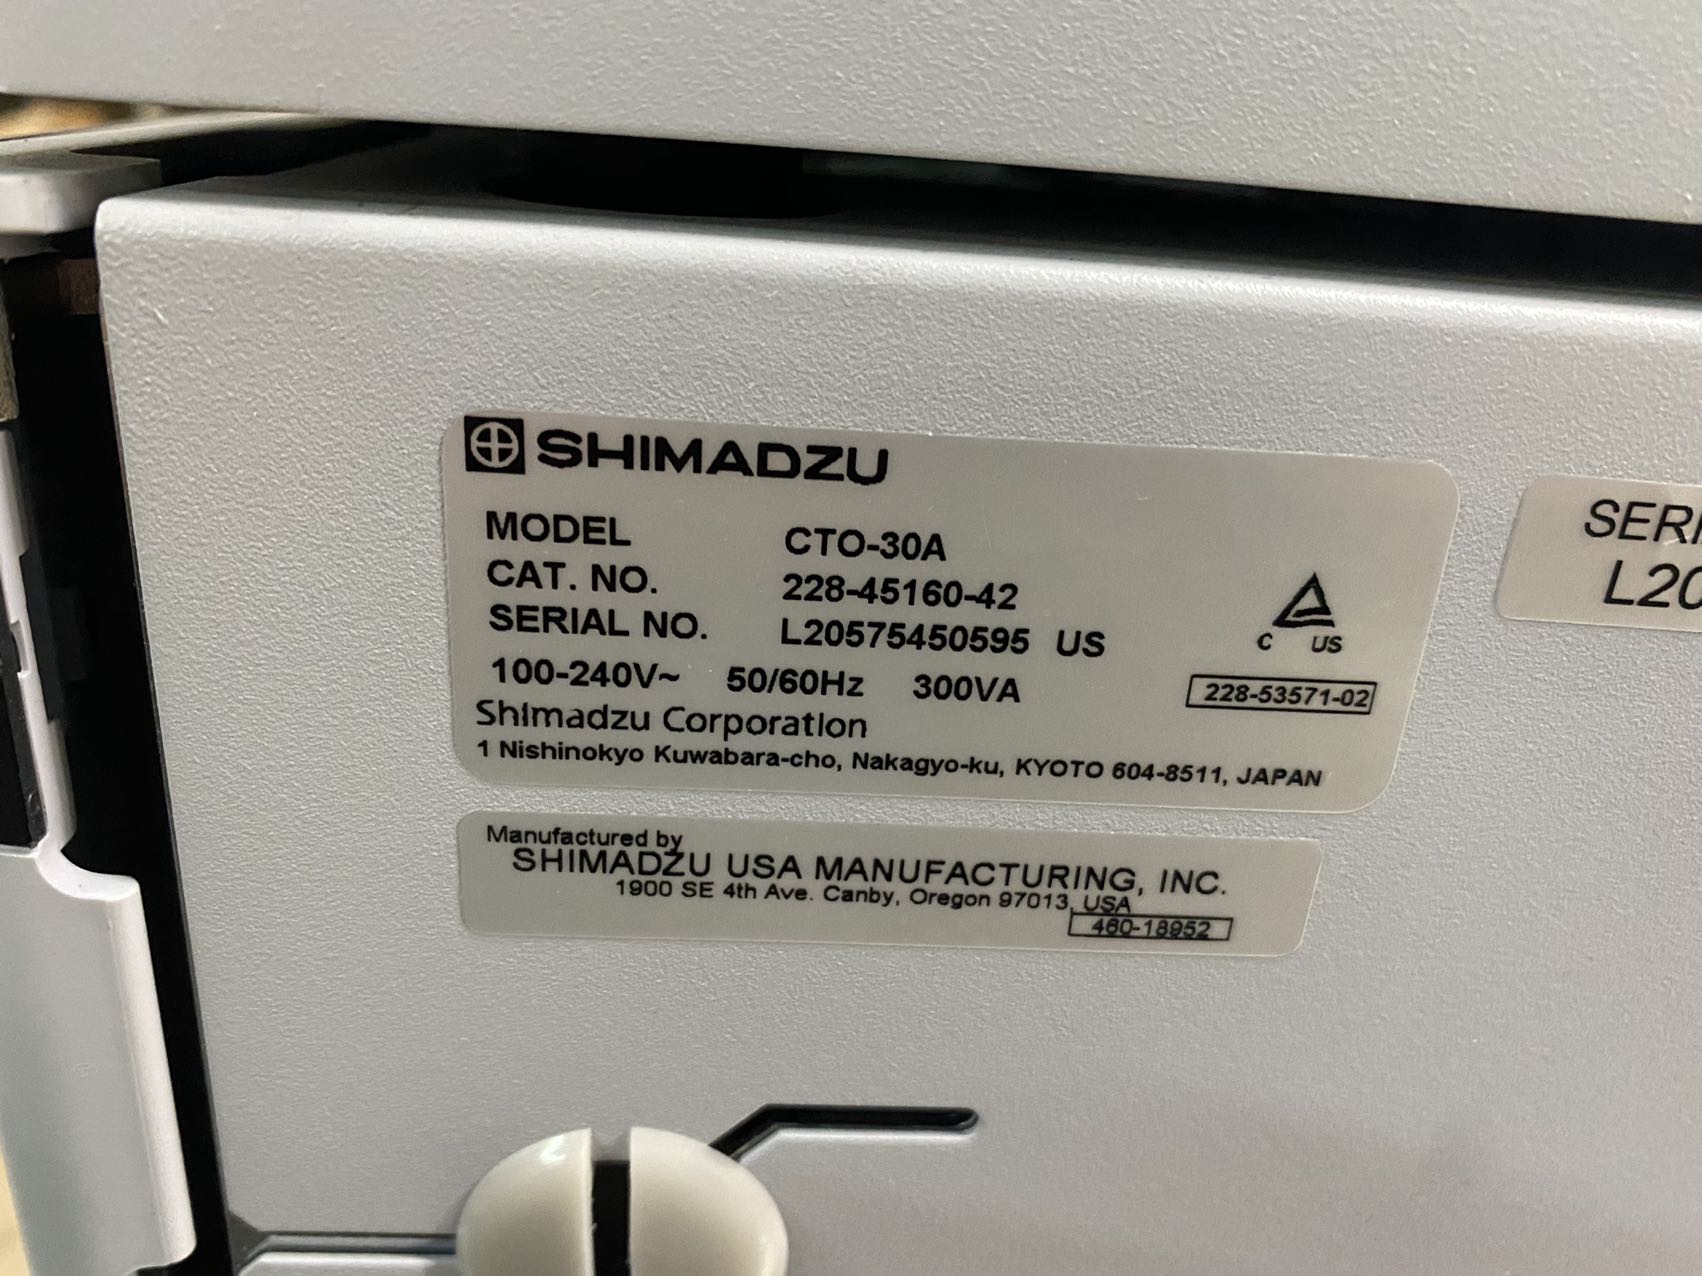 SHIMADZU
MODEL CTO-30A
CAT. NO. 228-45160-42
SERIAL NO. L20575450595 US
100-240V~ 50/60Hz 300VA
C US
228-53571-02
Shimadzu Corporation
1 Nishinokyo Kuwabara-cho, Nakagyo-ku, KYOTO 604-8511, JAPAN
Manufactured by
SHIMADZU USA MANUFACTURING, INC.
1900 SE 4th Ave. Canby, Oregon 97013, USA
460-18952
SERI
L20